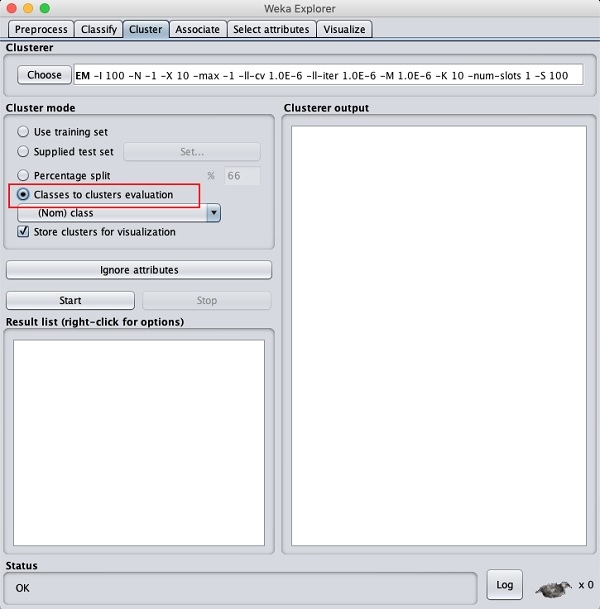 Weka Explorer
Preprocess Classify Cluster Associate Select attributes Visualize
Clusterer
Choose EM -I 100 -N -1 -X 10 -max -1 -ll-cv 1.0E-6 -ll-iter 1.0E-6 -M 1.0E-6 -K 10 -num-slots 1 -S 100
Cluster mode
Use training set
Supplied test set Set...
Percentage split % 66
Classes to clusters evaluation
(Nom) class
Store clusters for visualization
Ignore attributes
Start Stop
Result list (right-click for options)
Clusterer output
Status
OK
Log x 0